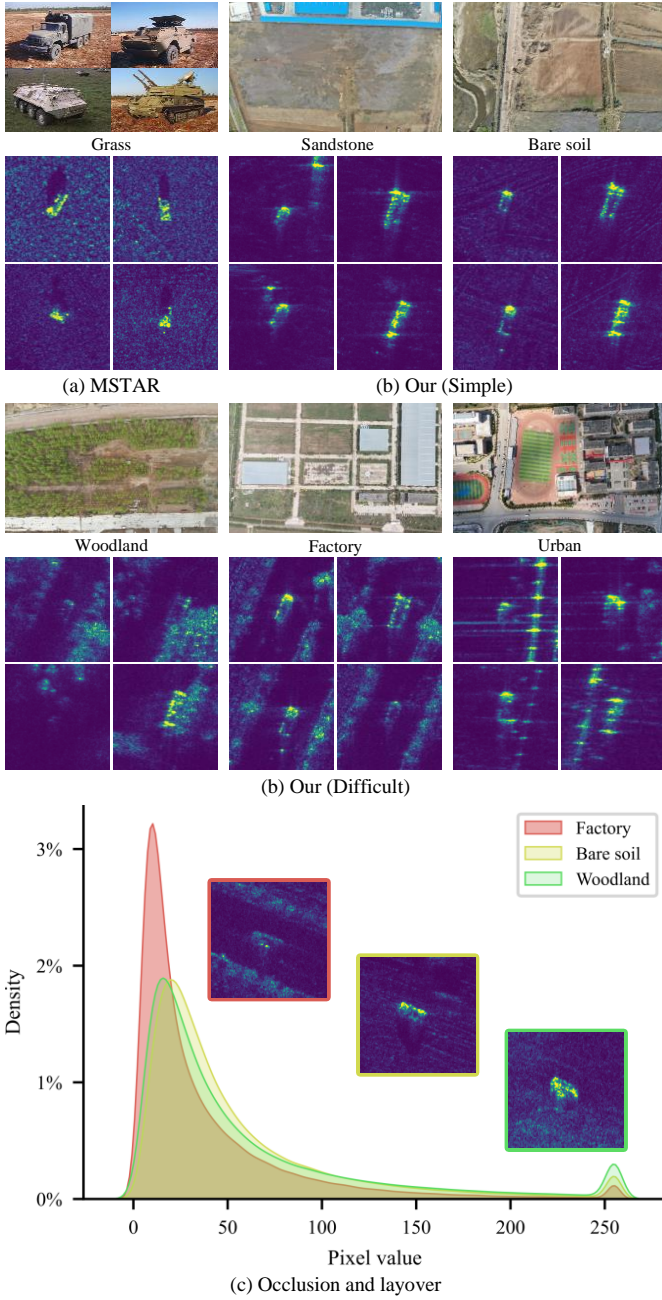 Grass
Sandstone
Bare soil
(a) MSTAR
(b) Our (Simple)
Woodland
Factory
Urban
(b) Our (Difficult)
3%
2%
1%
0%
Density
Factory
Bare soil
Woodland
0
50
100
150
200
250
Pixel value
(c) Occlusion and layover